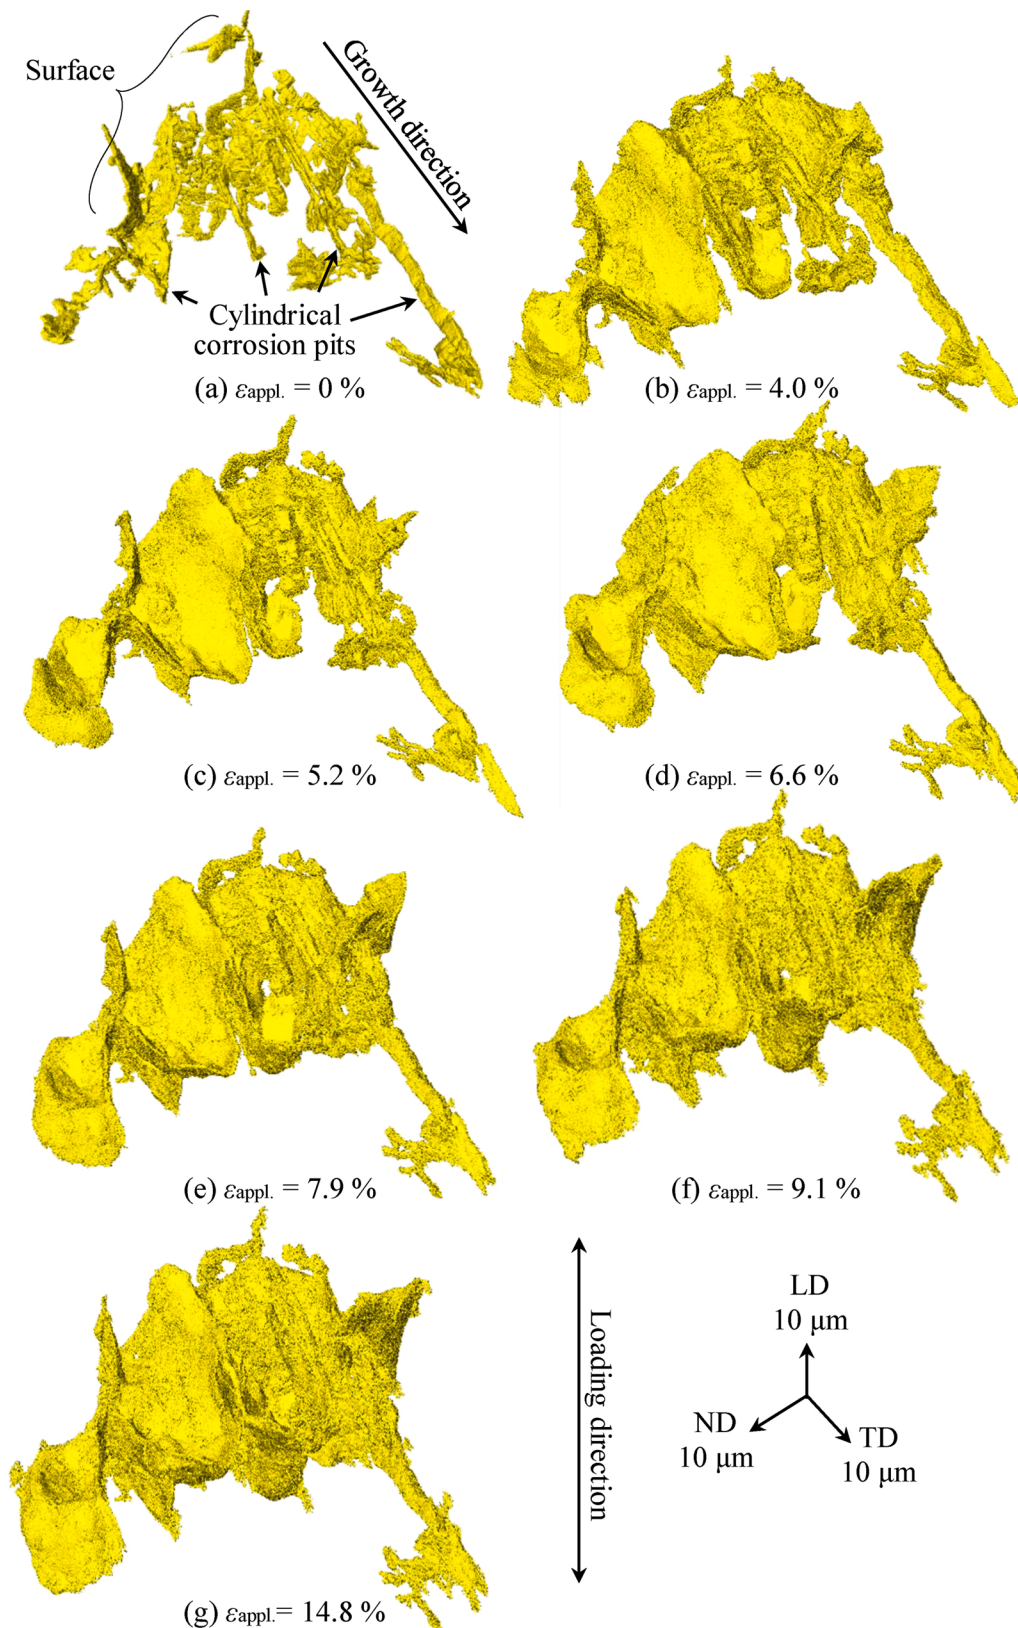 Surface
Growth direction
Cylindrical
corrosion pits
(a) εappl. = 0 %
(b) εappl. = 4.0 %
(c) εappl. = 5.2 %
(d) εappl. = 6.6 %
(e) εappl. = 7.9 %
(f) εappl. = 9.1 %
(g) εappl.= 14.8 %
Loading direction
LD
10 μm
ND
10 μm
TD
10 μm